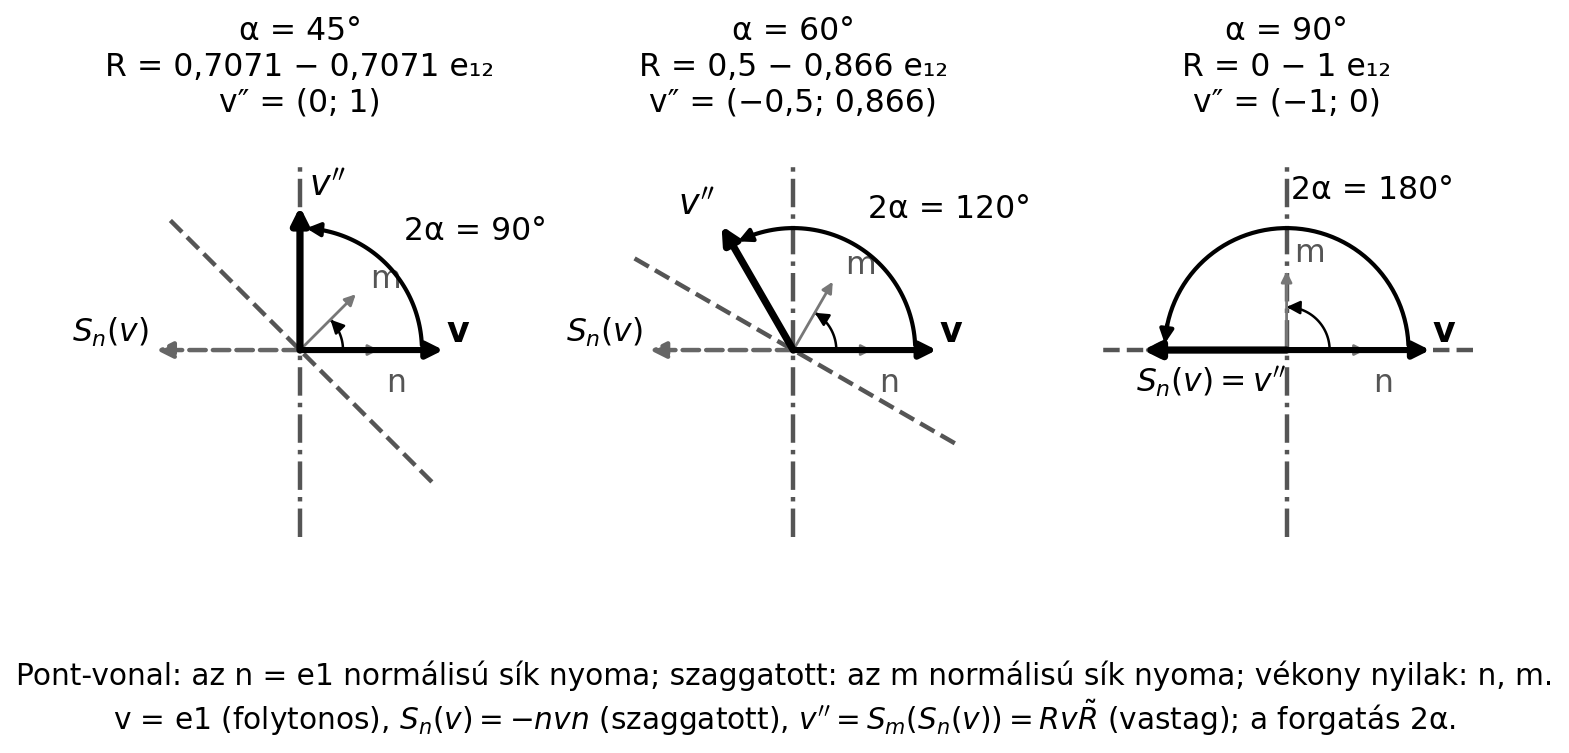 α = 45°
R = 0,7071 − 0,7071 e₁₂
v″ = (0; 1)
α = 60°
R = 0,5 − 0,866 e₁₂
v″ = (−0,5; 0,866)
α = 90°
R = 0 − 1 e₁₂
v″ = (−1; 0)
v″
2α = 90°
m
Sₙ(v)
v
n
v″
2α = 120°
m
Sₙ(v)
v
n
2α = 180°
m
v
Sₙ(v) = v″
n
Pont-vonal: az n = e1 normálisú sík nyoma; szaggatott: az m normálisú sík nyoma; vékony nyilak: n, m.
v = e1 (folytonos), Sₙ(v) = −nvn (szaggatott), v″ = Sₘ(Sₙ(v)) = RvR̃ (vastag); a forgatás 2α.